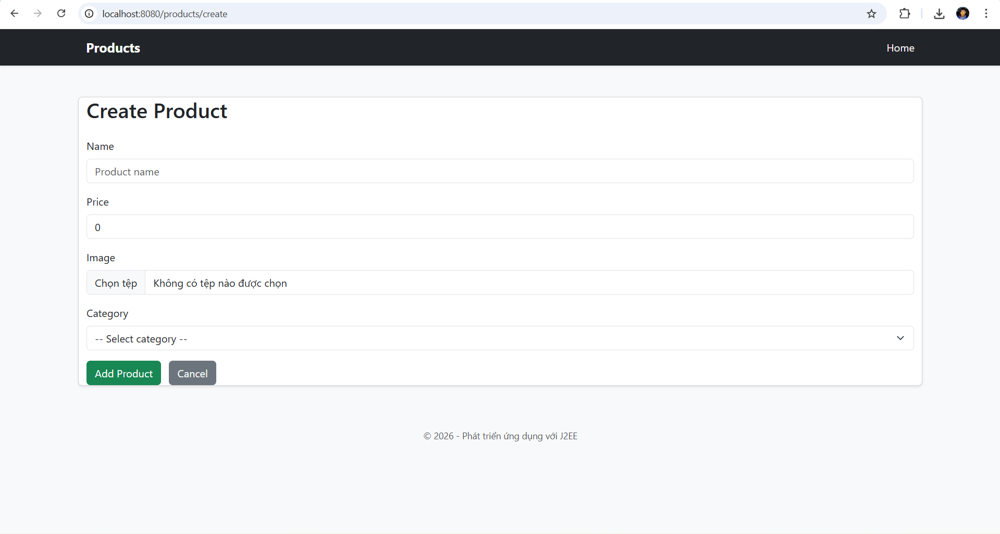 localhost:8080/products/create
Products
Home
Create Product
Name
Product name
Price
0
Image
Chọn tệp Không có tệp nào được chọn
Category
-- Select category --
Add Product Cancel
© 2026 - Phát triển ứng dụng với J2EE